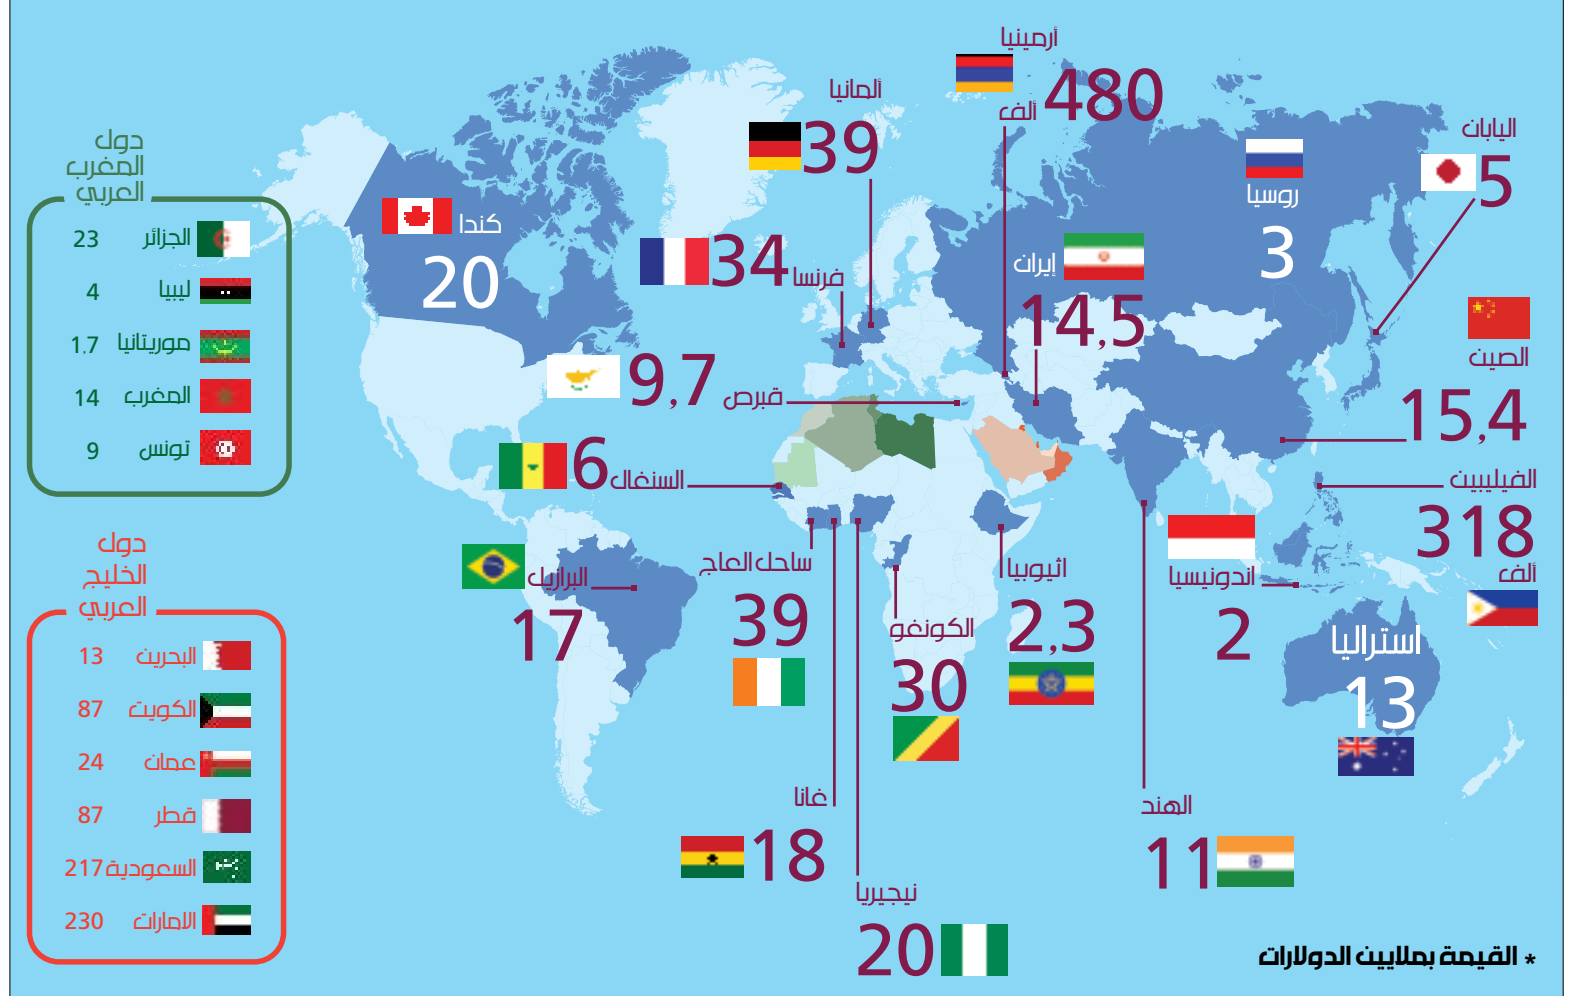 أرمينيا
480
ألف
ألمانيا
39
اليابان
5
روسيا
3
كندا
20
فرنسا
34
إيران
14,5
الصين
15,4
قبرص
9,7
السنغال
6
الفيليبين
318
ألف
البرازيل
17
ساحل العاج
39
الكونغو
30
اثيوبيا
2,3
اندونيسيا
2
استراليا
13
غانا
18
نيجيريا
20
الهند
11
دول
المغرب
العربي
الجزائر 23
ليبيا 4
موريتانيا 1.7
المغرب 14
تونس 9
دول
الخليج
العربي
البحرين 13
الكويت 87
عمان 24
قطر 87
السعودية 217
الامارات 230
* القيمة بملايين الدولارات